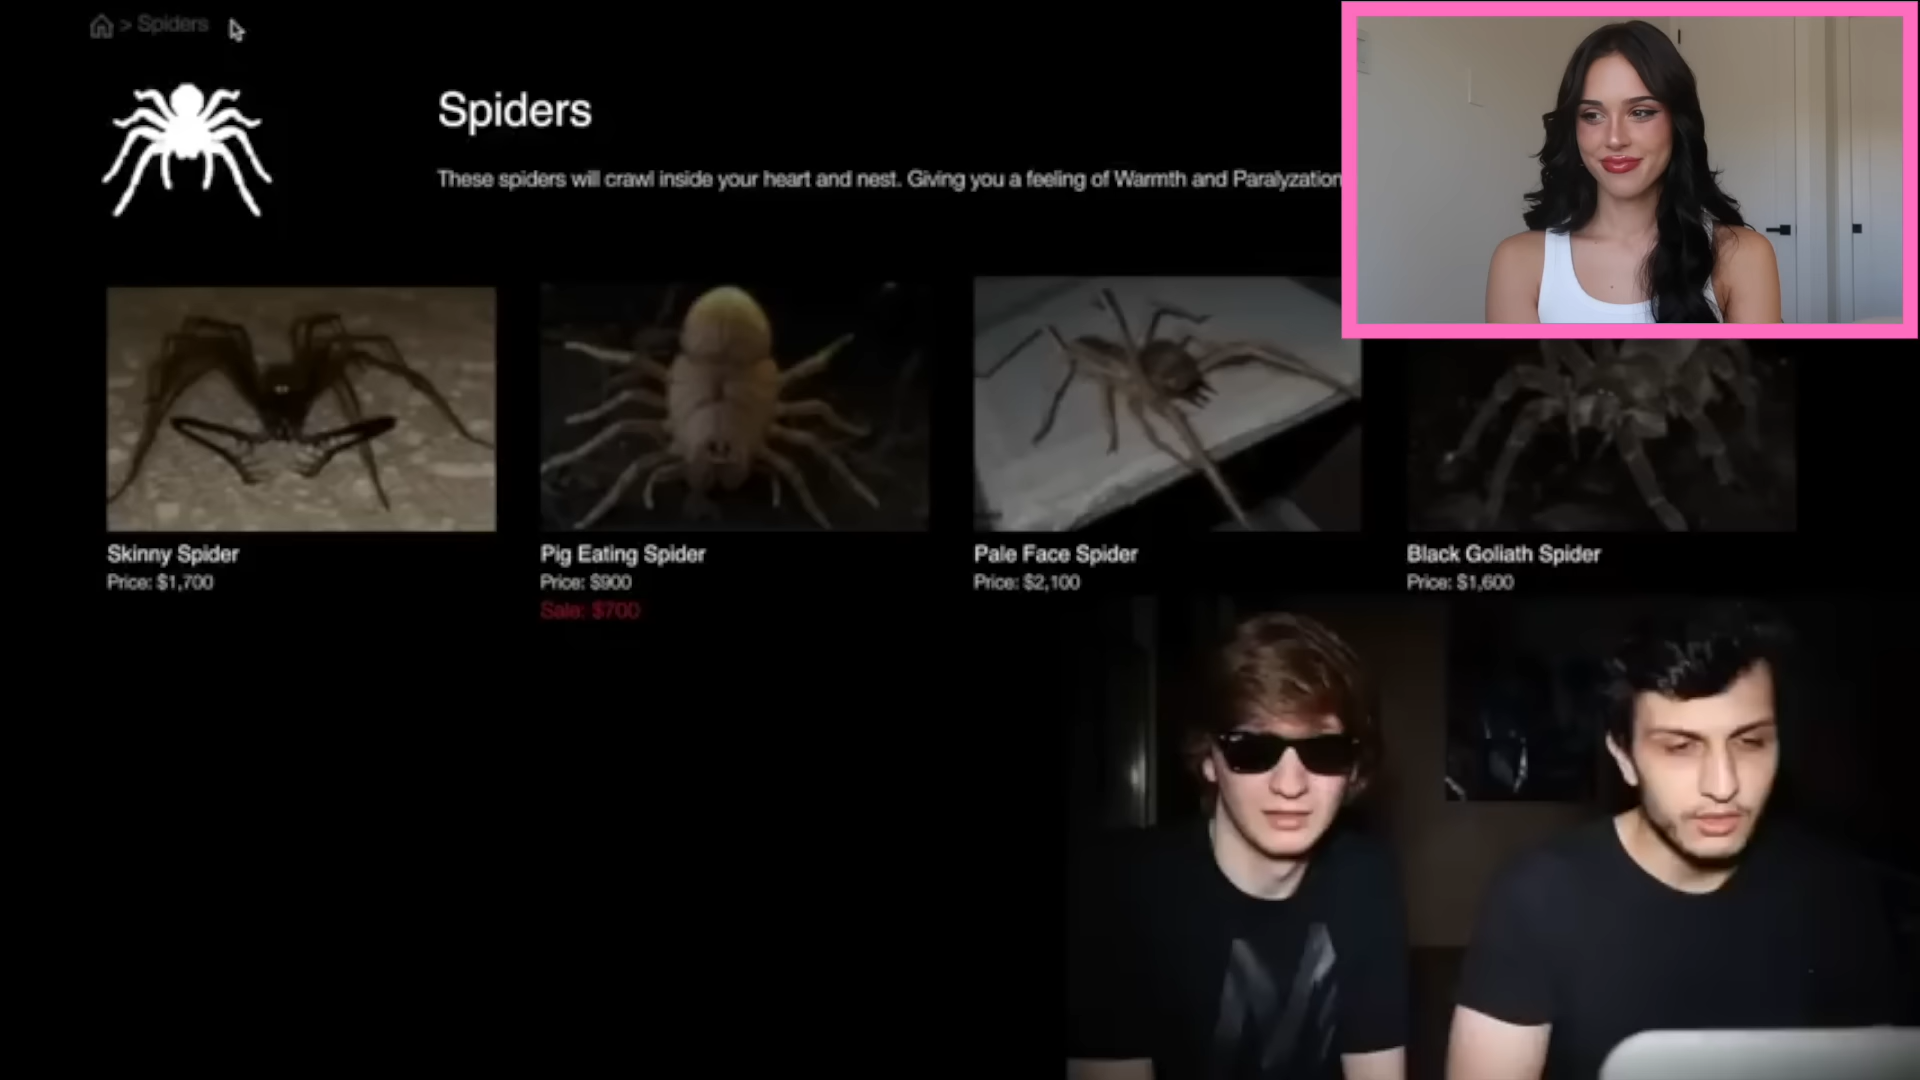 > Spiders
Spiders
These spiders will crawl inside your heart and nest. Giving you a feeling of Warmth and Paralyzation
Skinny Spider
Price: $1,700
Pig Eating Spider
Price: $900
Sale: $700
Pale Face Spider
Price: $2,100
Black Goliath Spider
Price: $1,600